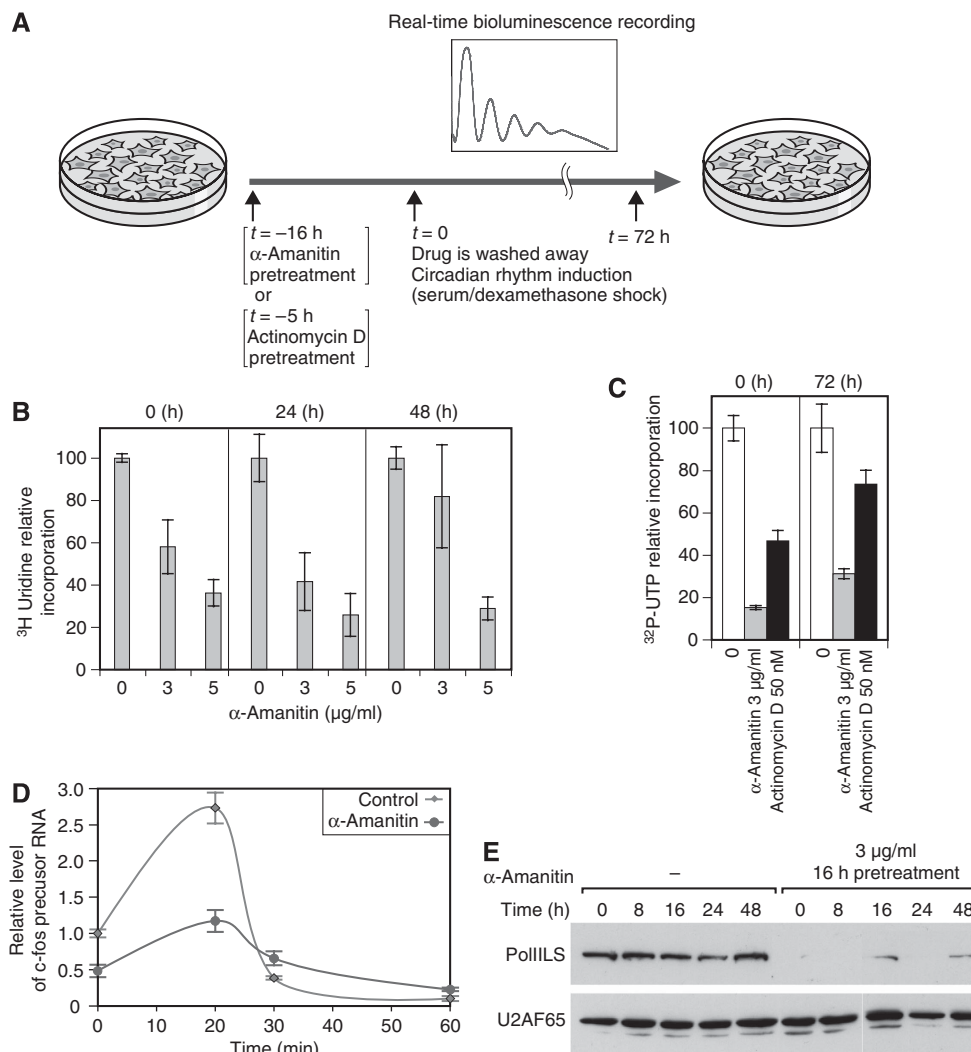 A
Real-time bioluminescence recording
t = –16 h
α-Amanitin
pretreatment
or
t = –5 h
Actinomycin D
pretreatment
t = 0
Drug is washed away
Circadian rhythm induction
(serum/dexamethasone shock)
t = 72 h
B
0 (h) 24 (h) 48 (h)
³H Uridine relative
incorporation
100
80
60
40
20
0
0 3 5 0 3 5 0 3 5
α-Amanitin (µg/ml)
C
0 (h) 72 (h)
³²P-UTP relative incorporation
100
80
60
40
20
0
0
α-Amanitin 3 µg/ml
Actinomycin D 50 nM
0
α-Amanitin 3 µg/ml
Actinomycin D 50 nM
D
Relative level
of c-fos precusor RNA
3.0
2.5
2.0
1.5
1.0
0.5
0
Control
α-Amanitin
0 10 20 30 40 50 60
Time (min)
E
3 µg/ml
α-Amanitin – 16 h pretreatment
Time (h) 0 8 16 24 48 0 8 16 24 48
PolIILS
U2AF65